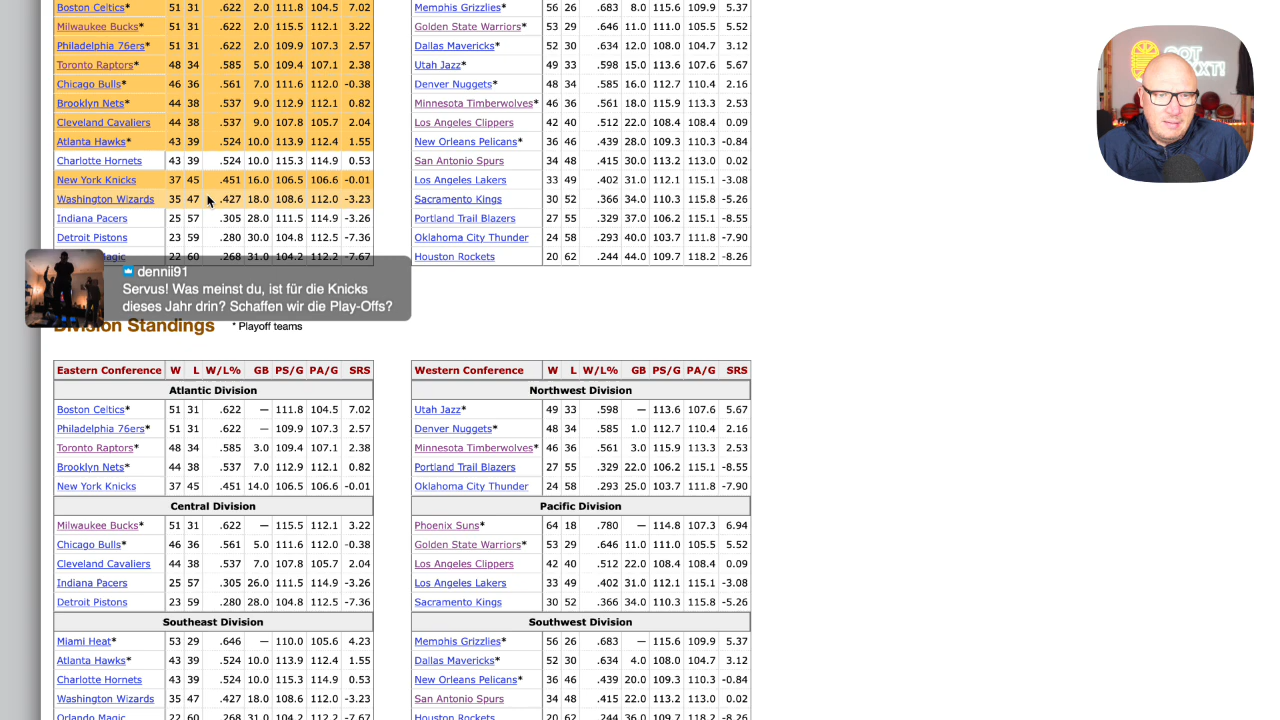 Boston Celtics* 51 31 .622 2.0 111.8 104.5 7.02
Milwaukee Bucks* 51 31 .622 2.0 115.5 112.1 3.22
Philadelphia 76ers* 51 31 .622 2.0 109.9 107.3 2.57
Toronto Raptors* 48 34 .585 5.0 109.4 107.1 2.38
Chicago Bulls* 46 36 .561 7.0 111.6 112.0 -0.38
Brooklyn Nets* 44 38 .537 9.0 112.9 112.1 0.82
Cleveland Cavaliers 44 38 .537 9.0 107.8 105.7 2.04
Atlanta Hawks* 43 39 .524 10.0 113.9 112.4 1.55
Charlotte Hornets 43 39 .524 10.0 115.3 114.9 0.53
New York Knicks 37 45 .451 16.0 106.5 106.6 -0.01
Washington Wizards 35 47 .427 18.0 108.6 112.0 -3.23
Indiana Pacers 25 57 .305 28.0 111.5 114.9 -3.26
Detroit Pistons 23 59 .280 30.0 104.8 112.5 -7.36
Magic 22 60 .268 31.0 104.2 112.2 -7.67
Memphis Grizzlies* 56 26 .683 8.0 115.6 109.9 5.37
Golden State Warriors* 53 29 .646 11.0 111.0 105.5 5.52
Dallas Mavericks* 52 30 .634 12.0 108.0 104.7 3.12
Utah Jazz* 49 33 .598 15.0 113.6 107.6 5.67
Denver Nuggets* 48 34 .585 16.0 112.7 110.4 2.16
Minnesota Timberwolves* 46 36 .561 18.0 115.9 113.3 2.53
Los Angeles Clippers 42 40 .512 22.0 108.4 108.4 0.09
New Orleans Pelicans* 36 46 .439 28.0 109.3 110.3 -0.84
San Antonio Spurs 34 48 .415 30.0 113.2 113.0 0.02
Los Angeles Lakers 33 49 .402 31.0 112.1 115.1 -3.08
Sacramento Kings 30 52 .366 34.0 110.3 115.8 -5.26
Portland Trail Blazers 27 55 .329 37.0 106.2 115.1 -8.55
Oklahoma City Thunder 24 58 .293 40.0 103.7 111.8 -7.90
Houston Rockets 20 62 .244 44.0 109.7 118.2 -8.26
dennii91
Servus! Was meinst du, ist für die Knicks
dieses Jahr drin? Schaffen wir die Play-Offs?
Division Standings * Playoff teams
Eastern Conference W L W/L% GB PS/G PA/G SRS
Atlantic Division
Boston Celtics* 51 31 .622 — 111.8 104.5 7.02
Philadelphia 76ers* 51 31 .622 — 109.9 107.3 2.57
Toronto Raptors* 48 34 .585 3.0 109.4 107.1 2.38
Brooklyn Nets* 44 38 .537 7.0 112.9 112.1 0.82
New York Knicks 37 45 .451 14.0 106.5 106.6 -0.01
Central Division
Milwaukee Bucks* 51 31 .622 — 115.5 112.1 3.22
Chicago Bulls* 46 36 .561 5.0 111.6 112.0 -0.38
Cleveland Cavaliers 44 38 .537 7.0 107.8 105.7 2.04
Indiana Pacers 25 57 .305 26.0 111.5 114.9 -3.26
Detroit Pistons 23 59 .280 28.0 104.8 112.5 -7.36
Southeast Division
Miami Heat* 53 29 .646 — 110.0 105.6 4.23
Atlanta Hawks* 43 39 .524 10.0 113.9 112.4 1.55
Charlotte Hornets 43 39 .524 10.0 115.3 114.9 0.53
Washington Wizards 35 47 .427 18.0 108.6 112.0 -3.23
Orlando Magic 22 60 .268 31.0 104.2 112.2 -7.67
Western Conference W L W/L% GB PS/G PA/G SRS
Northwest Division
Utah Jazz* 49 33 .598 — 113.6 107.6 5.67
Denver Nuggets* 48 34 .585 1.0 112.7 110.4 2.16
Minnesota Timberwolves* 46 36 .561 3.0 115.9 113.3 2.53
Portland Trail Blazers 27 55 .329 22.0 106.2 115.1 -8.55
Oklahoma City Thunder 24 58 .293 25.0 103.7 111.8 -7.90
Pacific Division
Phoenix Suns* 64 18 .780 — 114.8 107.3 6.94
Golden State Warriors* 53 29 .646 11.0 111.0 105.5 5.52
Los Angeles Clippers 42 40 .512 22.0 108.4 108.4 0.09
Los Angeles Lakers 33 49 .402 31.0 112.1 115.1 -3.08
Sacramento Kings 30 52 .366 34.0 110.3 115.8 -5.26
Southwest Division
Memphis Grizzlies* 56 26 .683 — 115.6 109.9 5.37
Dallas Mavericks* 52 30 .634 4.0 108.0 104.7 3.12
New Orleans Pelicans* 36 46 .439 20.0 109.3 110.3 -0.84
San Antonio Spurs 34 48 .415 22.0 113.2 113.0 0.02
Houston Rockets 20 62 .244 36.0 109.7 118.2 -8.26